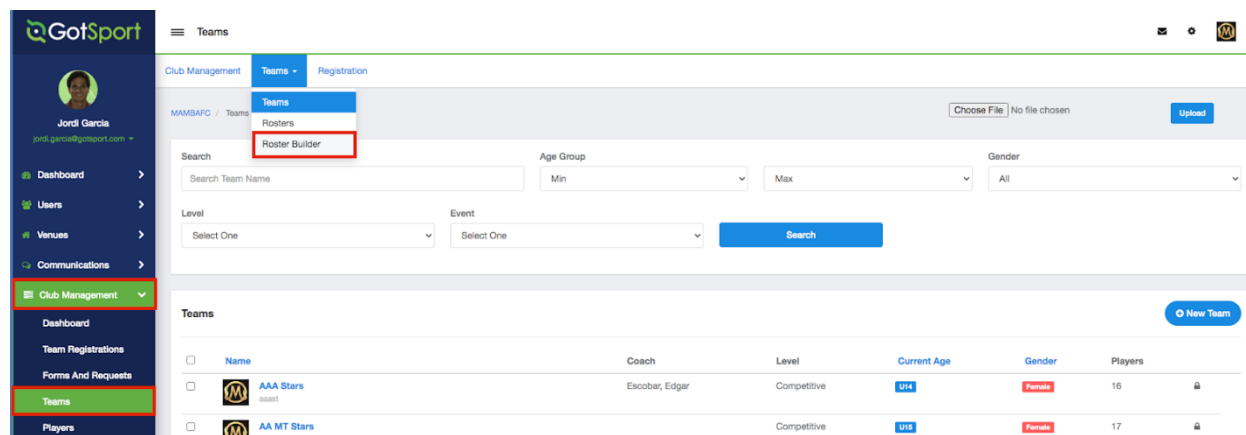 GotSport
Teams
Jordi Garcia
jordi.garcia@gotsport.com
Dashboard
Users
Venues
Communications
Club Management
Dashboard
Team Registrations
Forms And Requests
Teams
Players
Club Management Teams Registration
Teams
Rosters
Roster Builder
MAMBAFC / Teams
Choose File No file chosen
Upload
Search Age Group Gender
Search Team Name Min Max All
Level Event
Select One Select One Search
Teams
New Team
Name Coach Level Current Age Gender Players
AAA Stars Escobar, Edgar Competitive U14 Female 16
aaast
AA MT Stars Competitive U15 Female 17